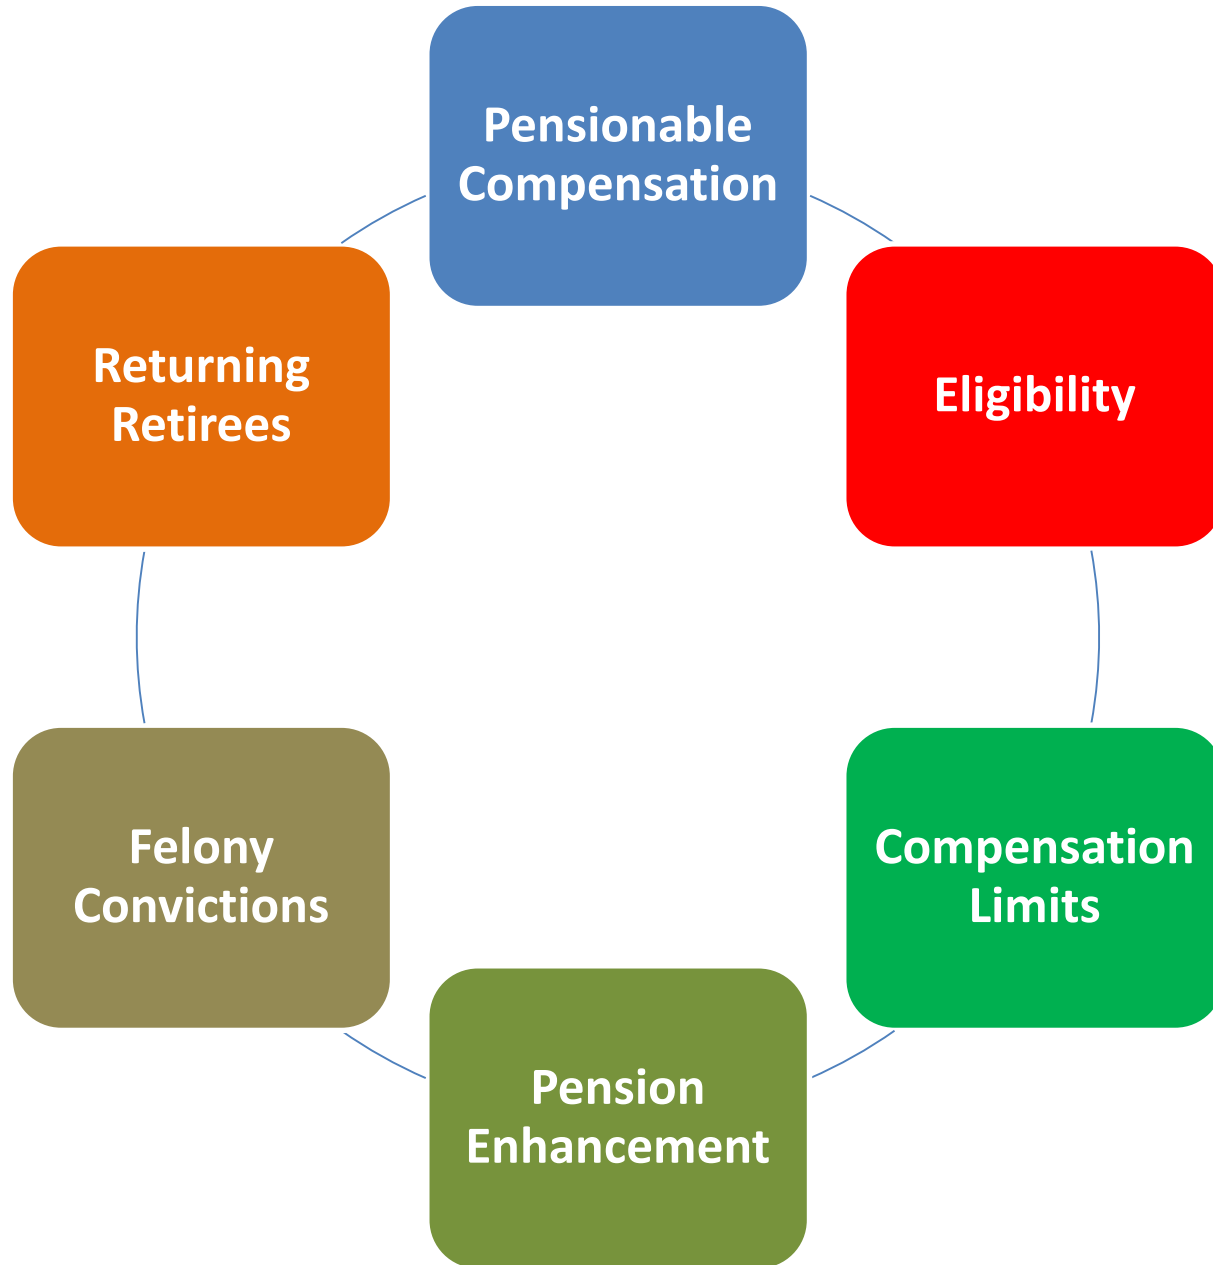 Pensionable
Compensation
Eligibility
Compensation
Limits
Pension
Enhancement
Felony
Convictions
Returning
Retirees